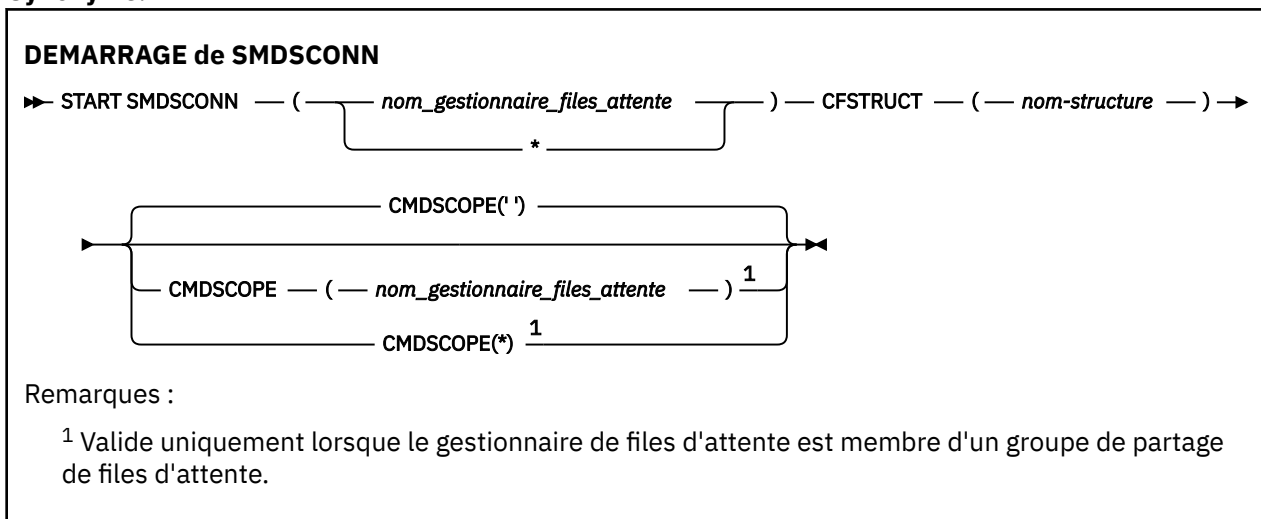 DEMARRAGE de SMDSCONN
START SMDSCONN ( nom_gestionnaire_files_attente ) CFSTRUCT ( nom-structure )
*
CMDSCOPE(' ')
CMDSCOPE ( nom_gestionnaire_files_attente ) 1
CMDSCOPE(*) 1
Remarques :
1 Valide uniquement lorsque le gestionnaire de files d'attente est membre d'un groupe de partage
de files d'attente.